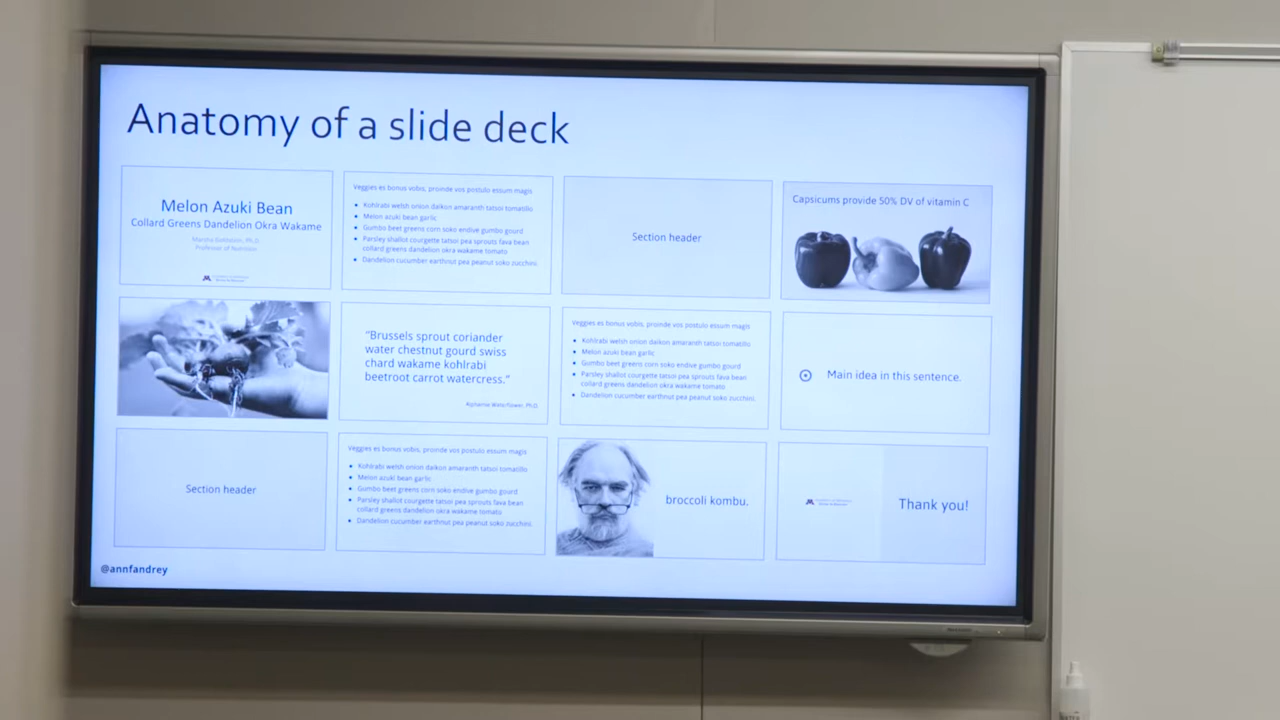 Anatomy of a slide deck
Melon Azuki Bean
Collard Greens Dandelion Okra Wakame
Professor of Nutrition
Veggies es bonus vobis, proinde vos postulo essum magis
• Kohlrabi welsh onion daikon amaranth tatsoi tomatillo
• Melon azuki bean garlic
• Gumbo beet greens corn soko endive gumbo gourd
• Parsley shallot courgette tatsoi pea sprouts fava bean
collard greens dandelion okra wakame tomato
• Dandelion cucumber earthnut pea peanut soko zucchini.
Section header
Capsicums provide 50% DV of vitamin C
"Brussels sprout coriander
water chestnut gourd swiss
chard wakame kohlrabi
beetroot carrot watercress."
Veggies es bonus vobis, proinde vos postulo essum magis
• Kohlrabi welsh onion daikon amaranth tatsoi tomatillo.
• Melon azuki bean garlic
• Gumbo beet greens corn soko endive gumbo gourd
• Parsley shallot courgette tatsoi pea sprouts fava bean
collard greens dandelion okra wakame tomato
• Dandelion cucumber earthnut pea peanut soko zucchini.
Main idea in this sentence.
Section header
Veggies es bonus vobis, proinde vos postulo essum magis
• Kohlrabi welsh onion daikon amaranth tatsoi tomatillo
• Melon azuki bean garlic
• Gumbo beet greens corn soko endive gumbo gourd
• Parsley shallot courgette tatsoi pea sprouts fava bean
collard greens dandelion okra wakame tomato
• Dandelion cucumber earthnut pea peanut soko zucchini.
broccoli kombu.
Thank you!
@annfandrey